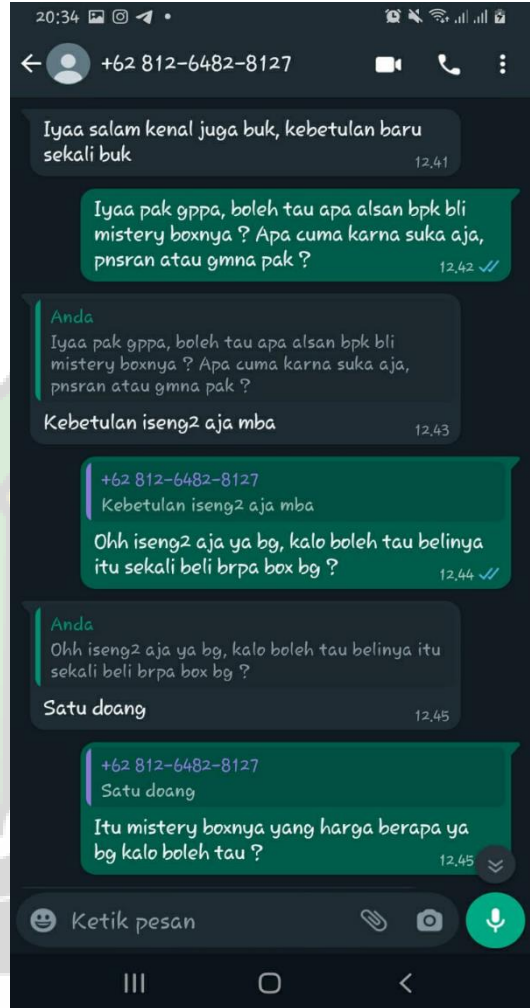 20:34
+62 812-6482-8127
Iyaa salam kenal juga buk, kebetulan baru
sekali buk
12.41
Iyaa pak gppa, boleh tau apa alsan bpk bli
mistery boxnya ? Apa cuma karna suka aja,
pnsran atau gmna pak ?
12.42
Anda
Iyaa pak gppa, boleh tau apa alsan bpk bli
mistery boxnya ? Apa cuma karna suka aja,
pnsran atau gmna pak ?
Kebetulan iseng2 aja mba
12.43
+62 812-6482-8127
Kebetulan iseng2 aja mba
Ohh iseng2 aja ya bg, kalo boleh tau belinya
itu sekali beli brpa box bg ?
12.44
Anda
Ohh iseng2 aja ya bg, kalo boleh tau belinya itu
sekali beli brpa box bg ?
Satu doang
12.45
+62 812-6482-8127
Satu doang
Itu mistery boxnya yang harga berapa ya
bg kalo boleh tau ?
12.45
Ketik pesan